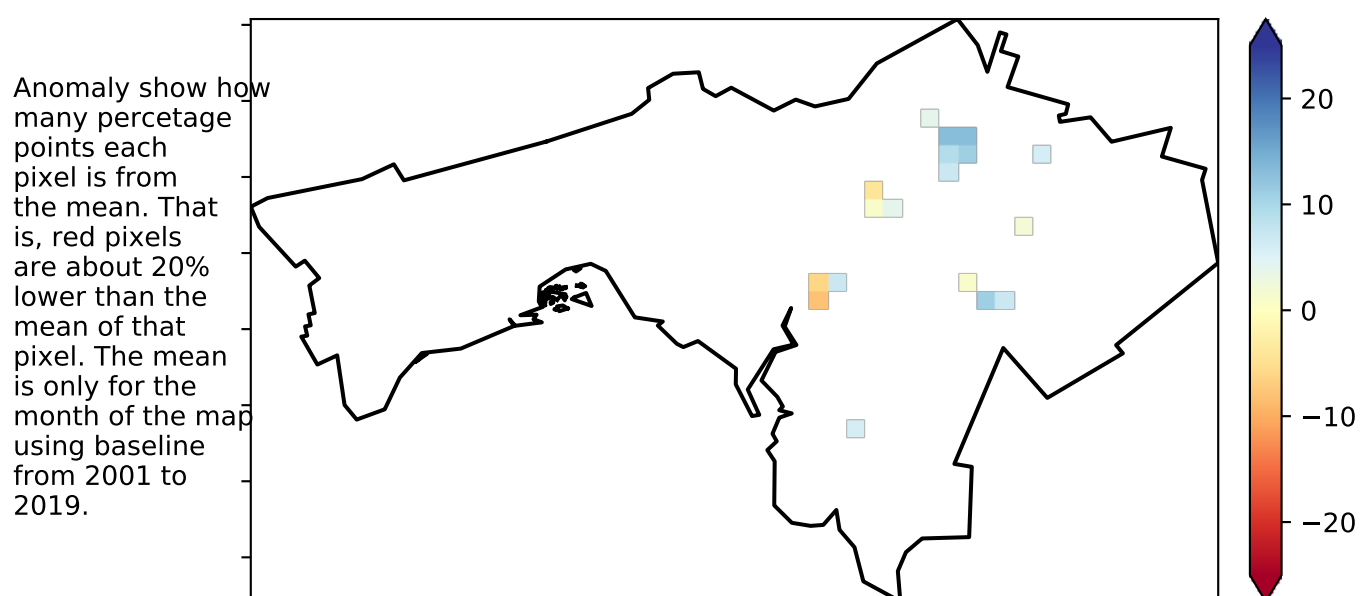 Anomaly show how
many percetage
points each
pixel is from
the mean. That
is, red pixels
are about 20%
lower than the
mean of that
pixel. The mean
is only for the
month of the map
using baseline
from 2001 to
2019.
20
10
0
−10
−20